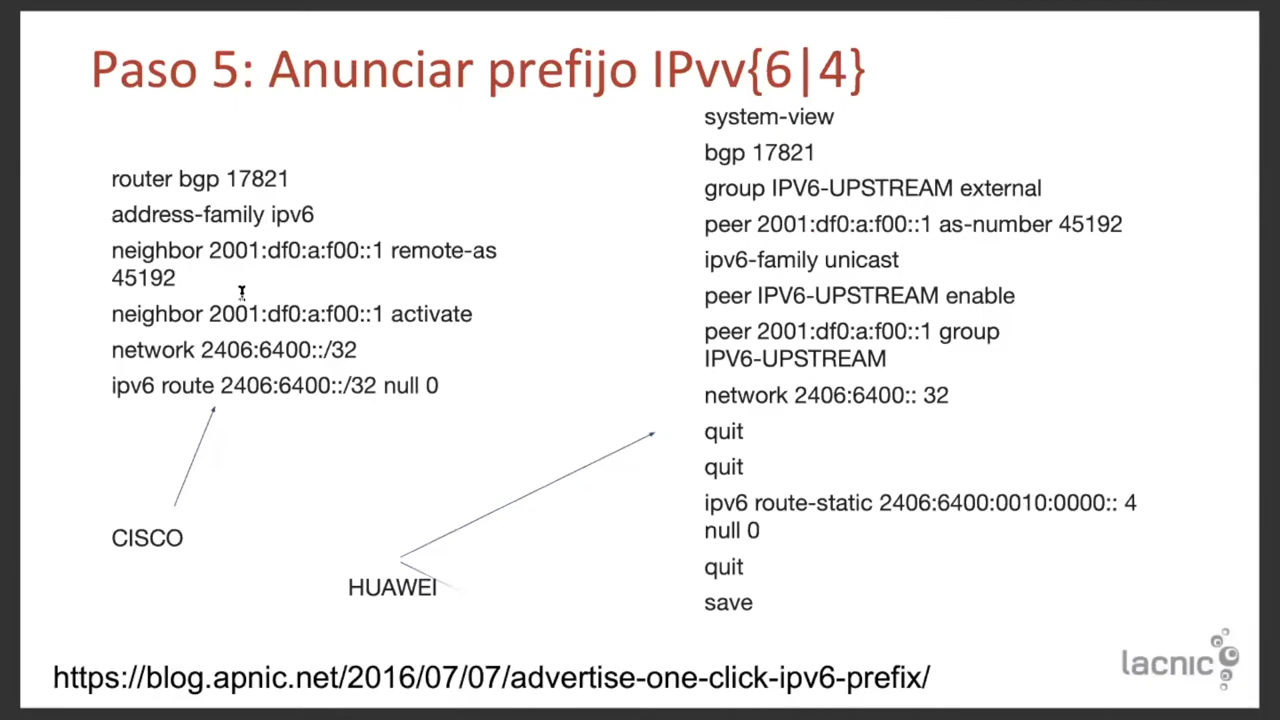 Paso 5: Anunciar prefijo IPvv{6|4}
router bgp 17821
address-family ipv6
neighbor 2001:df0:a:f00::1 remote-as
45192
neighbor 2001:df0:a:f00::1 activate
network 2406:6400::/32
ipv6 route 2406:6400::/32 null 0
CISCO
HUAWEI
system-view
bgp 17821
group IPV6-UPSTREAM external
peer 2001:df0:a:f00::1 as-number 45192
ipv6-family unicast
peer IPV6-UPSTREAM enable
peer 2001:df0:a:f00::1 group
IPV6-UPSTREAM
network 2406:6400:: 32
quit
quit
ipv6 route-static 2406:6400:0010:0000:: 4
null 0
quit
save
https://blog.apnic.net/2016/07/07/advertise-one-click-ipv6-prefix/
lacnic